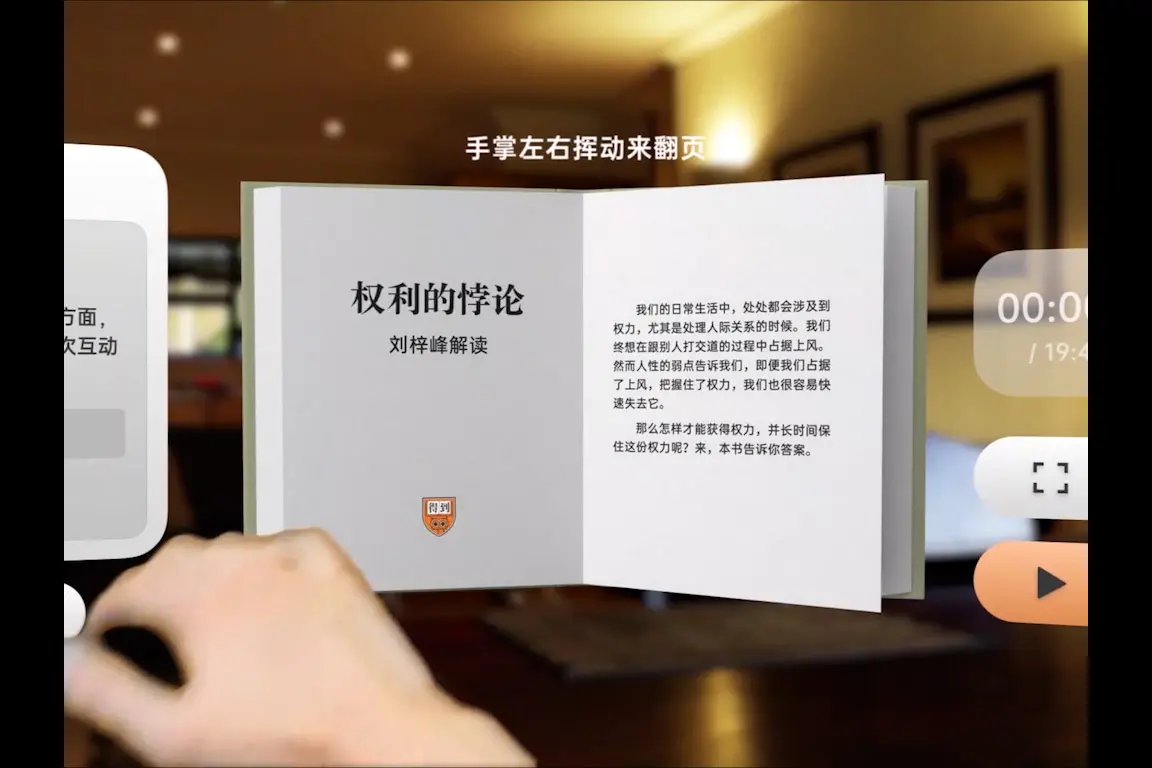 手掌左右挥动来翻页
方面，
次互动
权利的悖论
刘梓峰解读
得到
我们的日常生活中，处处都会涉及到
权力，尤其是处理人际关系的时候。我们
终想在跟别人打交道的过程中占据上风。
然而人性的弱点告诉我们，即便我们占据
了上风，把握住了权力，我们也很容易快
速失去它。
那么怎样才能获得权力，并长时间保
住这份权力呢？来，本书告诉你答案。
00:0
/ 19:4